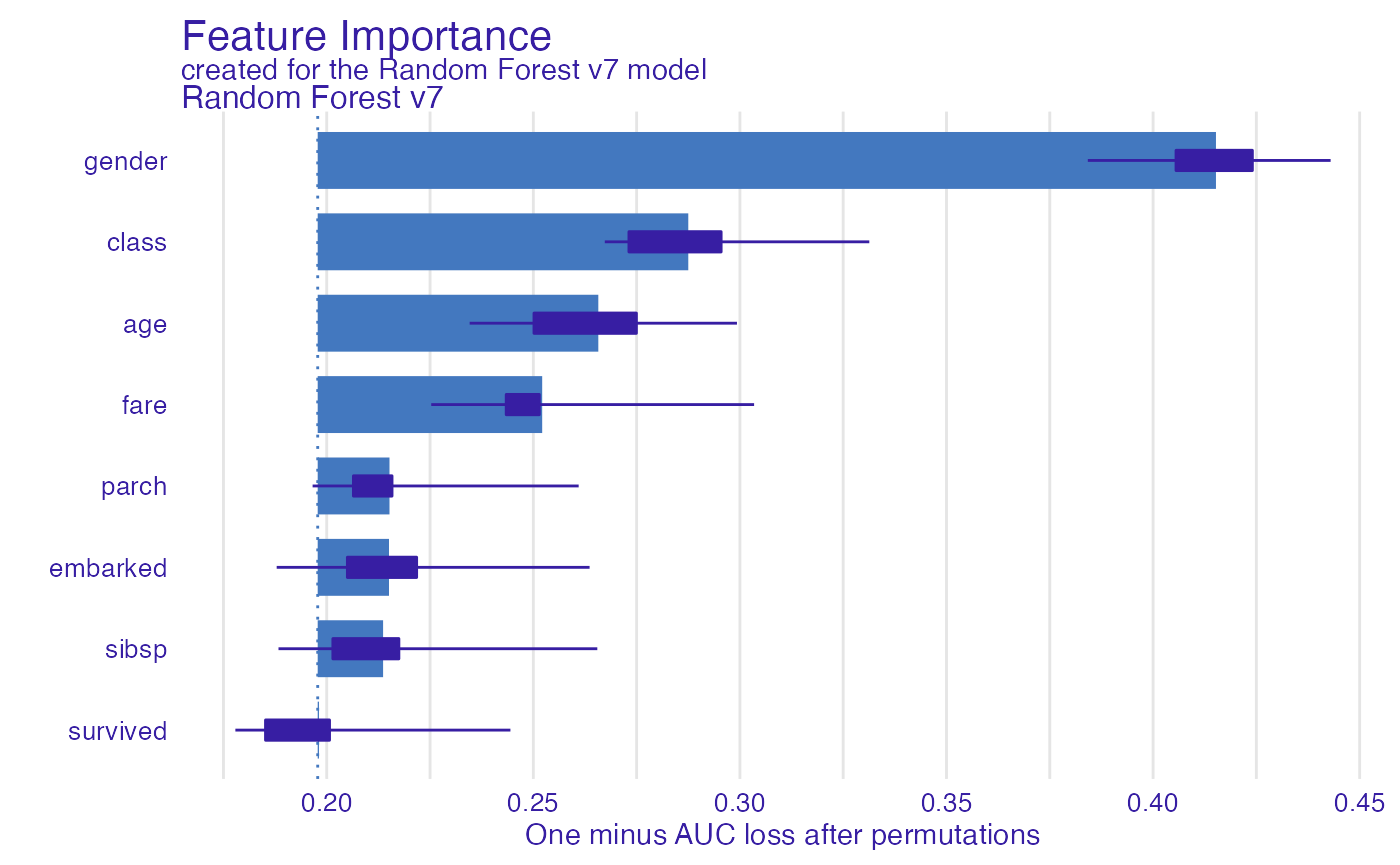 Feature Importance
created for the Random Forest v7 model
Random Forest v7
gender
class
age
fare
parch
embarked
sibsp
survived
0.20 0.25 0.30 0.35 0.40 0.45
One minus AUC loss after permutations